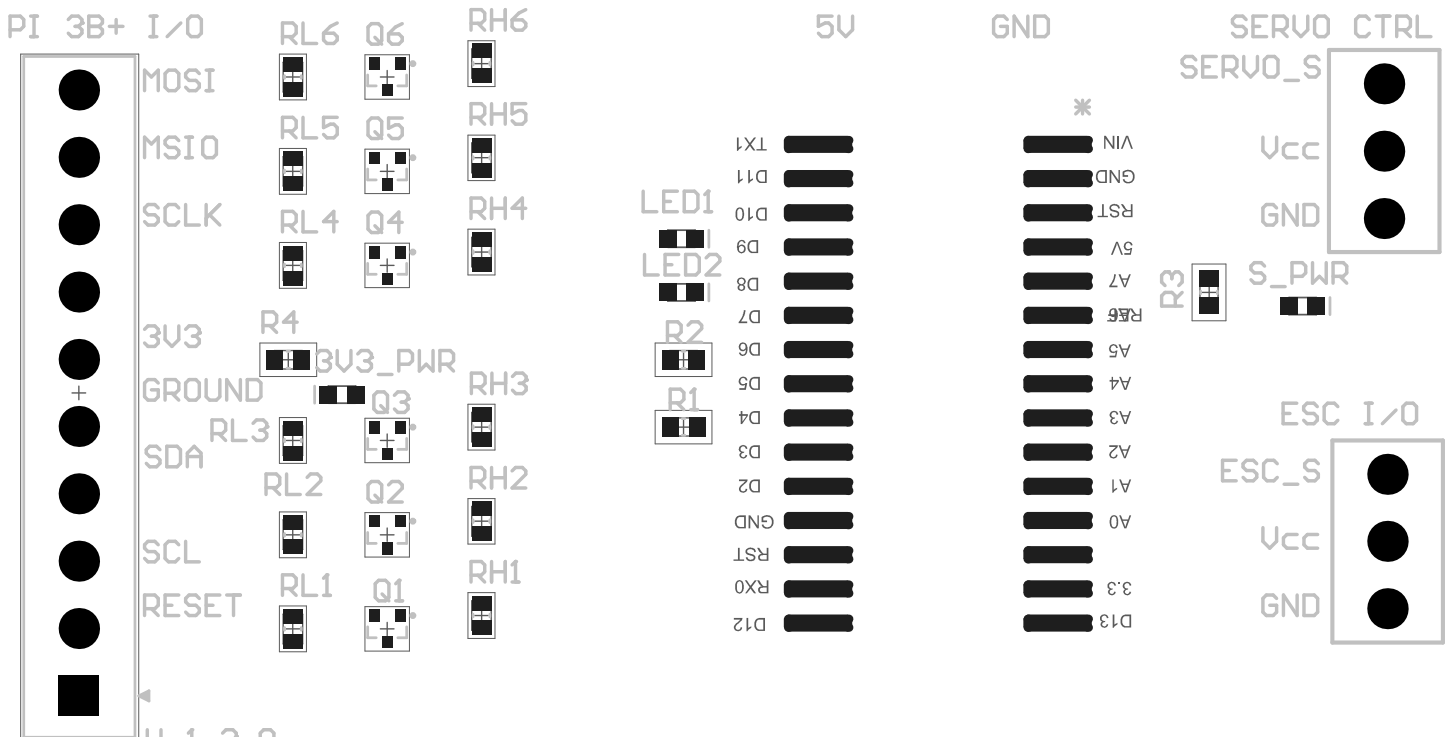 PI 3B+ I/O
RL6 Q6 RH6
5V GND
SERVO CTRL
MOSI
SERVO_S
MSIO
RL5 Q5 RH5
TX1 VIN
Vcc
D11 GND
SCLK
RL4 Q4 RH4
LED1
D10 RST
GND
D9 5V
LED2
D8 A7
R3
S_PWR
D7
3V3
R4
R2
D6 A5
3V3_PWR
GROUND
Q3 RH3
D5 A4
R1
D4 A3
ESC I/O
RL3
SDA
D3 A2
ESC_S
RL2 Q2 RH2
D2 A1
GND A0
Vcc
SCL
RST
RL1 Q1 RH1
RX0 3.3
RESET
GND
D12 D13